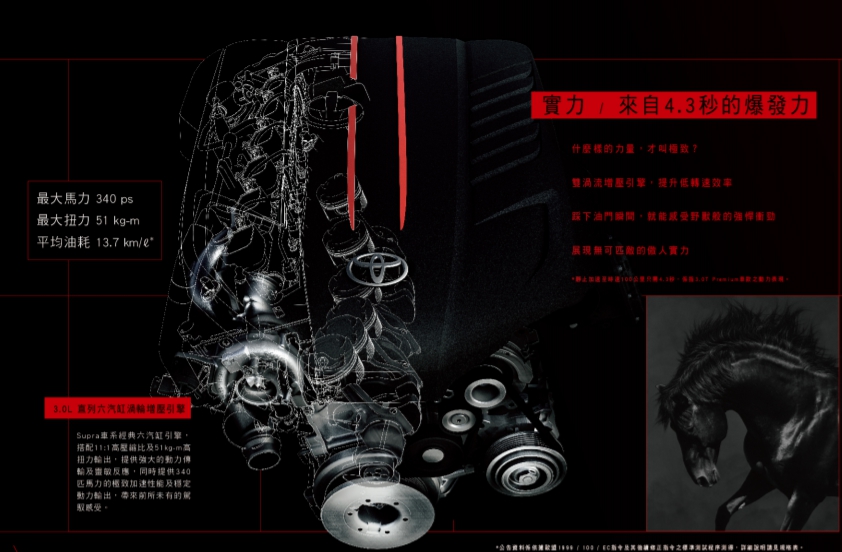 實力 / 來自4.3秒的爆發力
什麼樣的力量，才叫極致？
雙渦流增壓引擎，提升低轉速效率
踩下油門瞬間，就能感受野獸般的強悍衝勁
展現無可匹敵的個人實力
最大馬力 340 ps
最大扭力 51 kg-m
平均油耗 13.7 km/ℓ*
3.0L 直列六汽缸渦輪增壓引擎
Supra車系經典六汽缸引擎，
搭配11:1高壓縮比及51kg-m高
扭力輸出，提供強大的動力傳
輸及靈敏反應，同時提供340
匹馬力的極致加速性能及穩定
動力輸出，帶來前所未有的駕
馭感受。